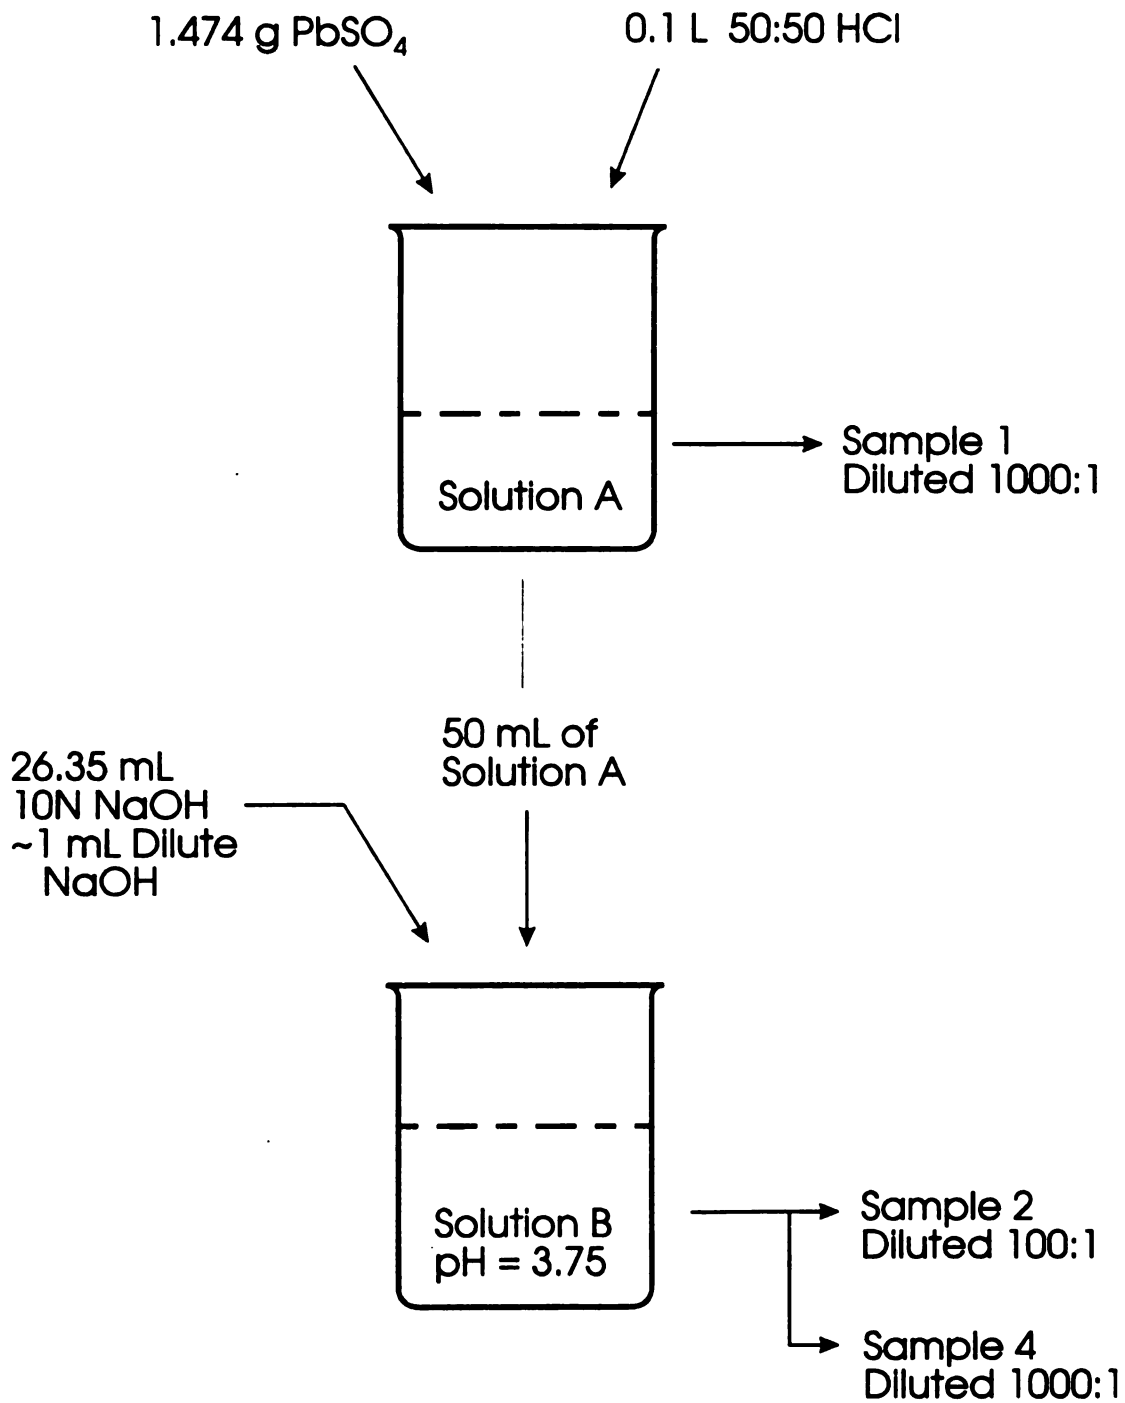 1.474 g PbSO₄
0.1 L 50:50 HCl
Solution A
Sample 1
Diluted 1000:1
50 mL of
Solution A
26.35 mL
10N NaOH
~1 mL Dilute
NaOH
Solution B
pH = 3.75
Sample 2
Diluted 100:1
Sample 4
Diluted 1000:1